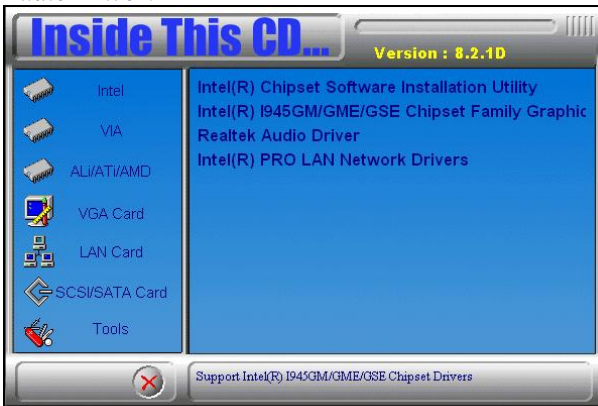 Inside This CD...
Version : 8.2.1D
Intel
VIA
ALi/ATi/AMD
VGA Card
LAN Card
SCSI/SATA Card
Tools
Intel(R) Chipset Software Installation Utility
Intel(R) I945GM/GME/GSE Chipset Family Graphic
Realtek Audio Driver
Intel(R) PRO LAN Network Drivers
Support Intel(R) I945GM/GME/GSE Chipset Drivers